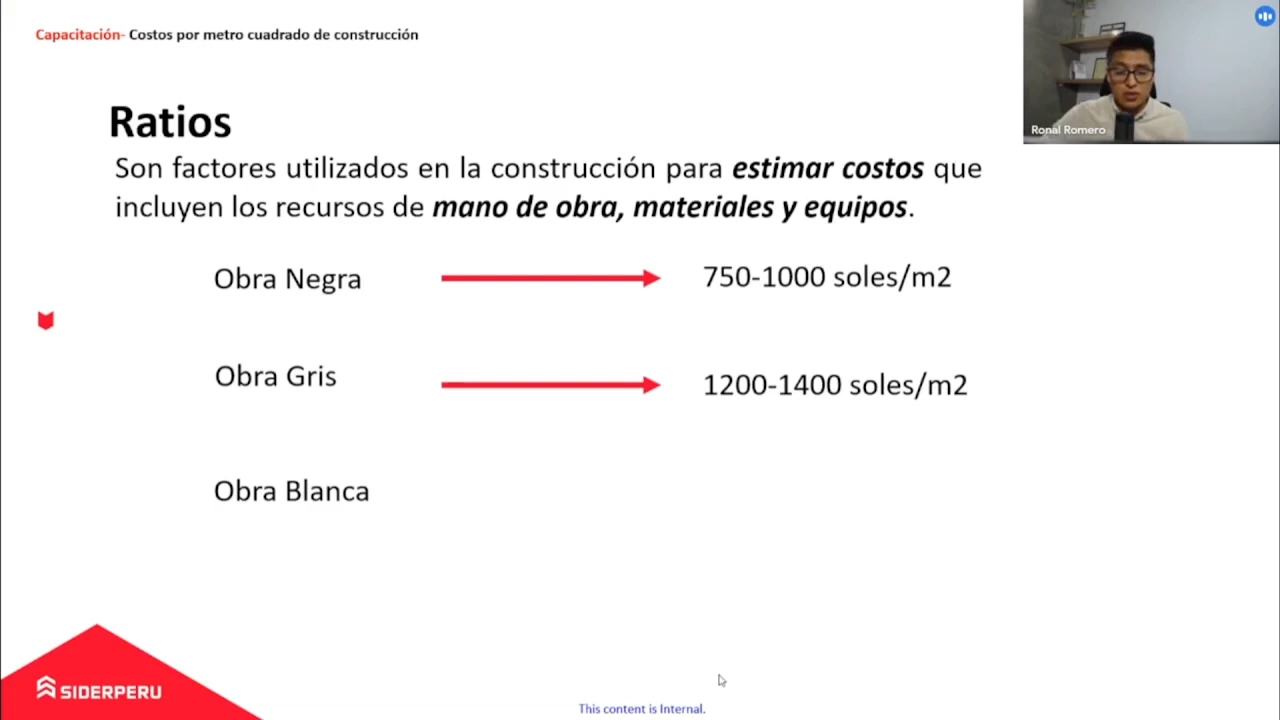 Capacitación- Costos por metro cuadrado de construcción
Ronal Romero
Ratios
Son factores utilizados en la construcción para estimar costos que
incluyen los recursos de mano de obra, materiales y equipos.
Obra Negra
750-1000 soles/m2
Obra Gris
1200-1400 soles/m2
Obra Blanca
SIDERPERU
This content is Internal.